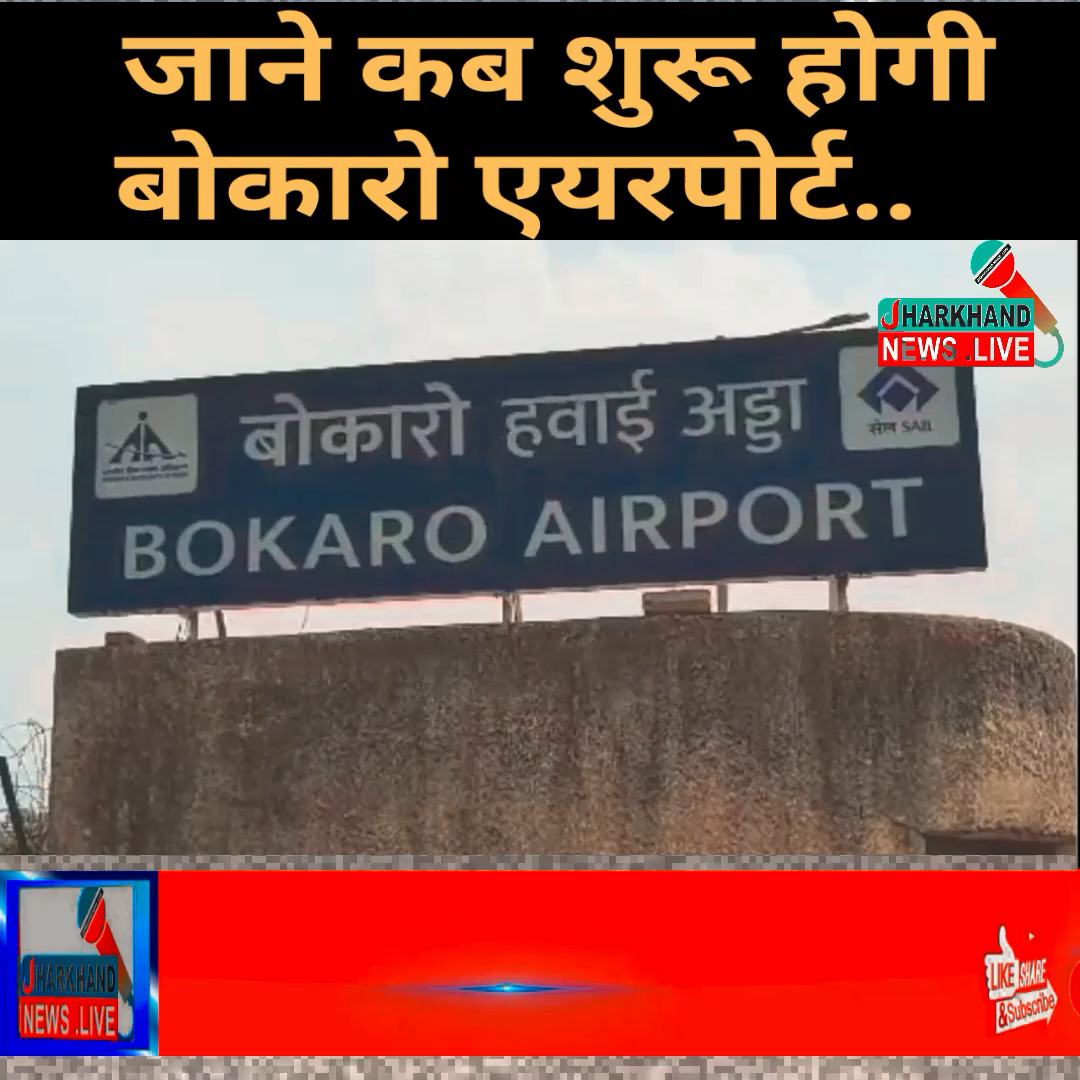 जाने कब शुरू होगी
बोकारो एयरपोर्ट..
JHARKHAND
NEWS .LIVE
बोकारो हवाई अड्डा
सेल SAIL
BOKARO AIRPORT
JHARKHAND
NEWS .LIVE
LIKE SHARE
&Subscribe